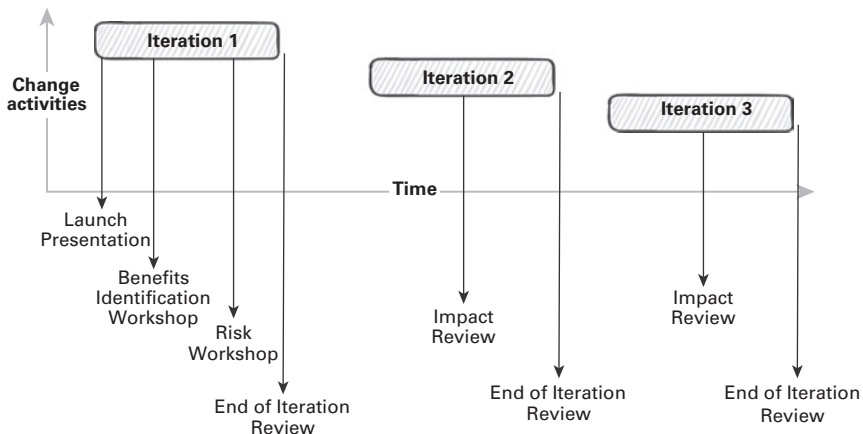 Iteration 1
Iteration 2
Iteration 3
Change
activities
Time
Launch
Presentation
Benefits
Identification
Workshop
Risk
Workshop
End of Iteration
Review
Impact
Review
End of Iteration
Review
Impact
Review
End of Iteration
Review